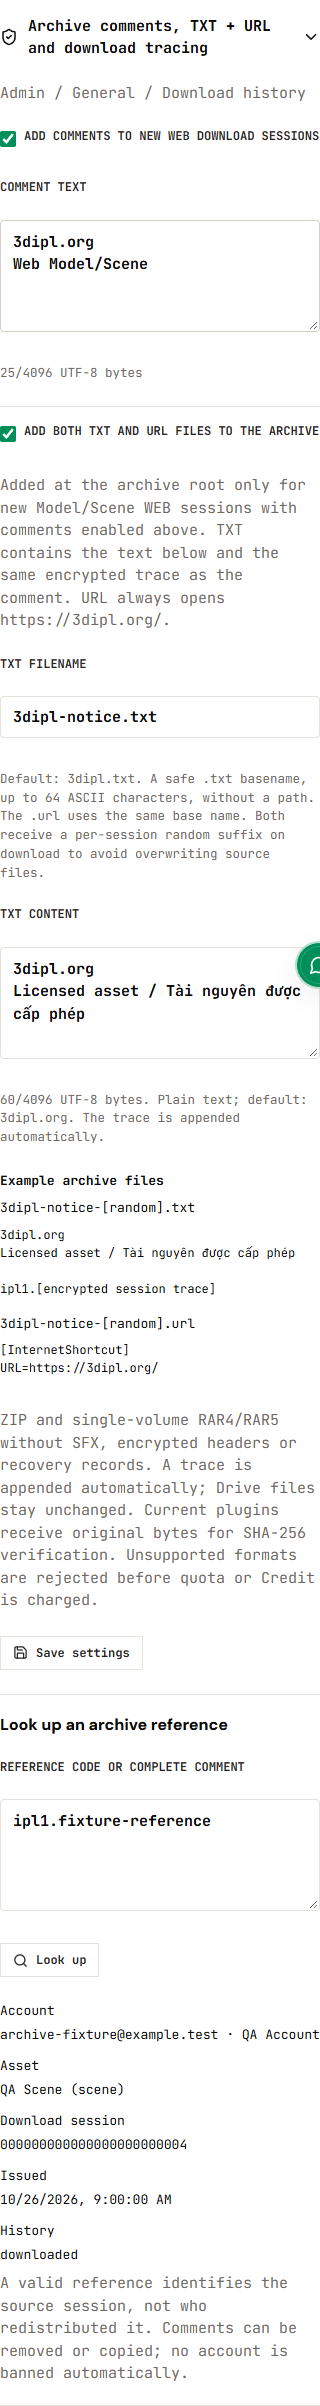 Archive comments, TXT + URL
and download tracing
Admin / General / Download history
ADD COMMENTS TO NEW WEB DOWNLOAD SESSIONS
COMMENT TEXT
3dipl.org
Web Model/Scene
25/4096 UTF-8 bytes
ADD BOTH TXT AND URL FILES TO THE ARCHIVE
Added at the archive root only for
new Model/Scene WEB sessions with
comments enabled above. TXT
contains the text below and the
same encrypted trace as the
comment. URL always opens
https://3dipl.org/.
TXT FILENAME
3dipl-notice.txt
Default: 3dipl.txt. A safe .txt basename,
up to 64 ASCII characters, without a path.
The .url uses the same base name. Both
receive a per-session random suffix on
download to avoid overwriting source
files.
TXT CONTENT
3dipl.org
Licensed asset / Tài nguyên được
cấp phép
60/4096 UTF-8 bytes. Plain text; default:
3dipl.org. The trace is appended
automatically.
Example archive files
3dipl-notice-[random].txt
3dipl.org
Licensed asset / Tài nguyên được cấp phép
ipl1.[encrypted session trace]
3dipl-notice-[random].url
[InternetShortcut]
URL=https://3dipl.org/
ZIP and single-volume RAR4/RAR5
without SFX, encrypted headers or
recovery records. A trace is
appended automatically; Drive files
stay unchanged. Current plugins
receive original bytes for SHA-256
verification. Unsupported formats
are rejected before quota or Credit
is charged.
Save settings
Look up an archive reference
REFERENCE CODE OR COMPLETE COMMENT
ipl1.fixture-reference
Look up
Account
archive-fixture@example.test · QA Account
Asset
QA Scene (scene)
Download session
000000000000000000000004
Issued
10/26/2026, 9:00:00 AM
History
downloaded
A valid reference identifies the
source session, not who
redistributed it. Comments can be
removed or copied; no account is
banned automatically.